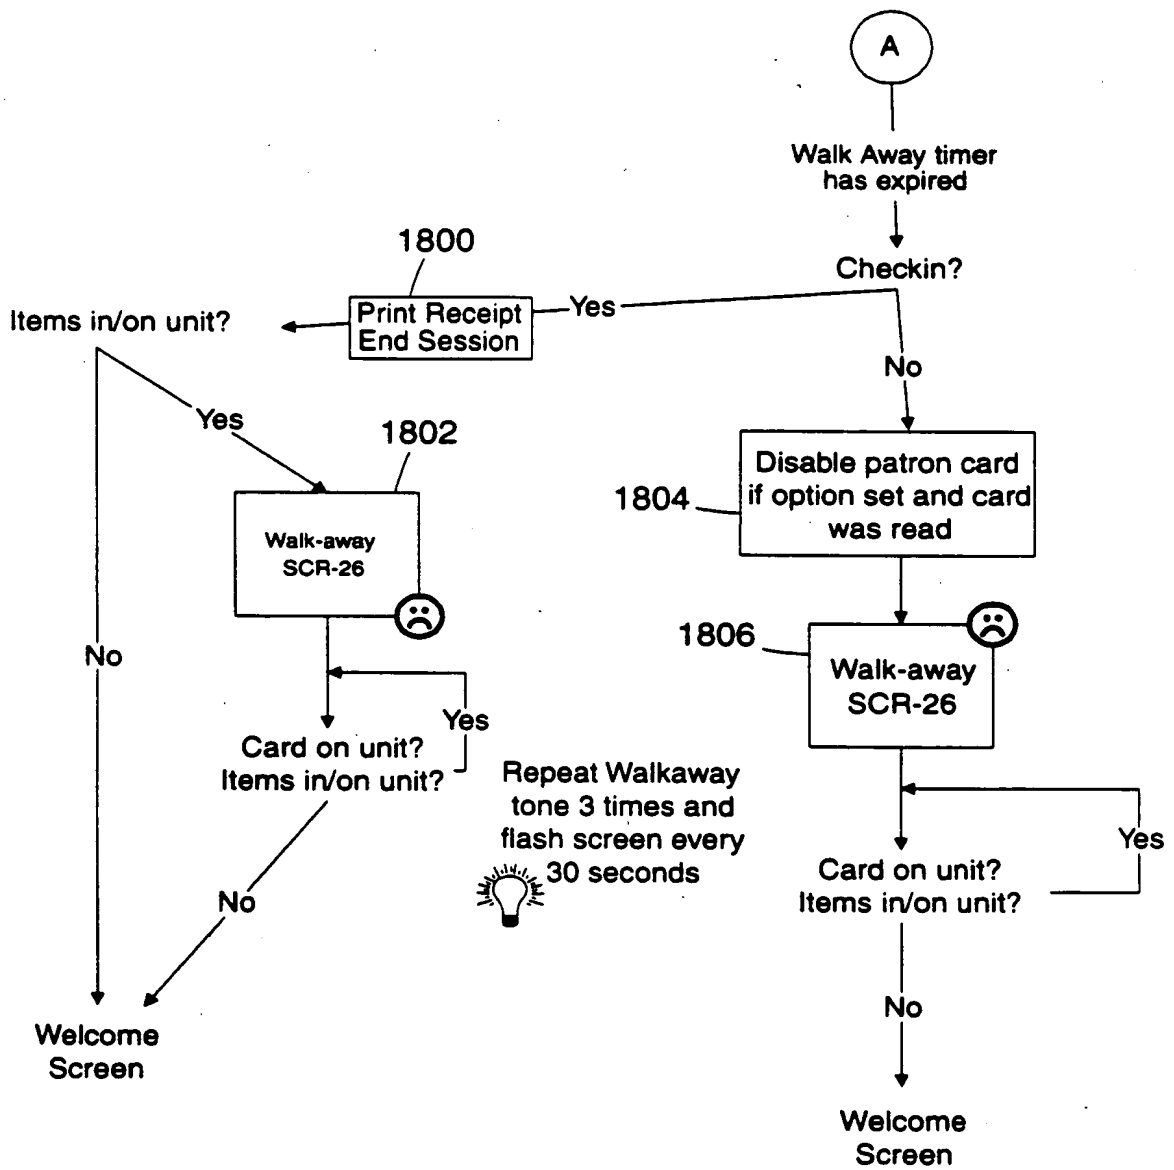 A
Walk Away timer
has expired
Checkin?
Yes
No
1800
Print Receipt
End Session
Items in/on unit?
Yes
No
1802
Walk-away
SCR-26
Yes
Card on unit?
Items in/on unit?
No
Welcome
Screen
Repeat Walkaway
tone 3 times and
flash screen every
30 seconds
1804
Disable patron card
if option set and card
was read
1806
Walk-away
SCR-26
Yes
Card on unit?
Items in/on unit?
No
Welcome
Screen